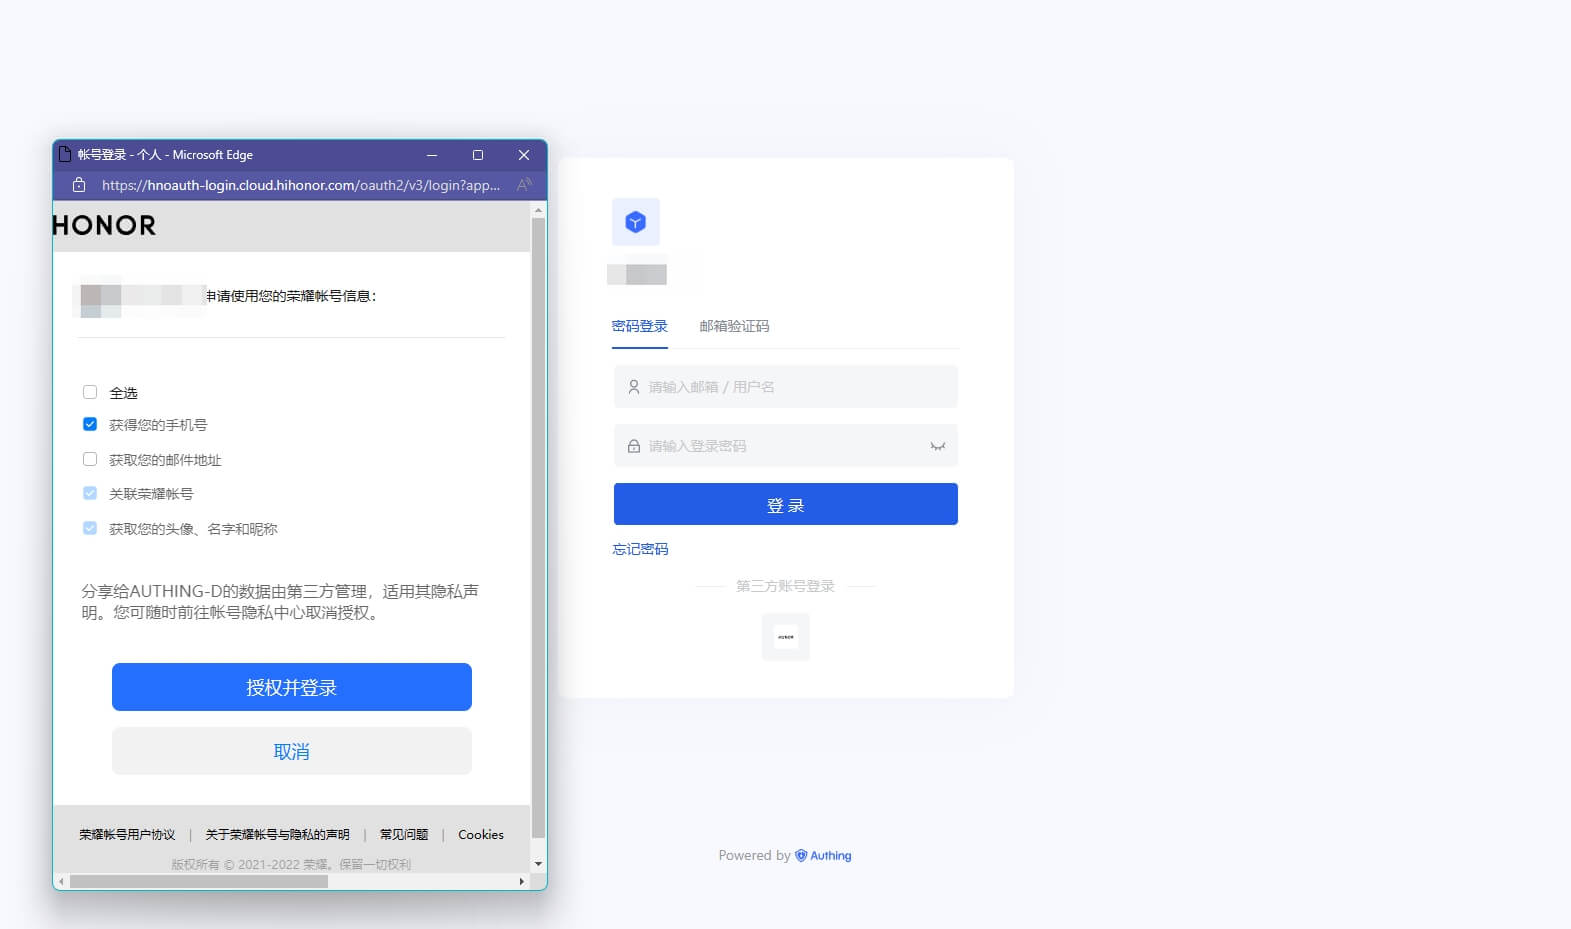 帐号登录 - 个人 - Microsoft Edge
https://hnoauth-login.cloud.hihonor.com/oauth2/v3/login?app...
HONOR
申请使用您的荣耀帐号信息：
全选
获得您的手机号
获取您的邮件地址
关联荣耀帐号
获取您的头像、名字和昵称
分享给AUTHING-D的数据由第三方管理，适用其隐私声
明。您可随时前往帐号隐私中心取消授权。
授权并登录
取消
荣耀帐号用户协议 | 关于荣耀帐号与隐私的声明 | 常见问题 | Cookies
版权所有 © 2021-2022 荣耀。保留一切权利
密码登录 邮箱验证码
请输入邮箱 / 用户名
请输入登录密码
登 录
忘记密码
第三方账号登录
HONOR
Powered by Authing